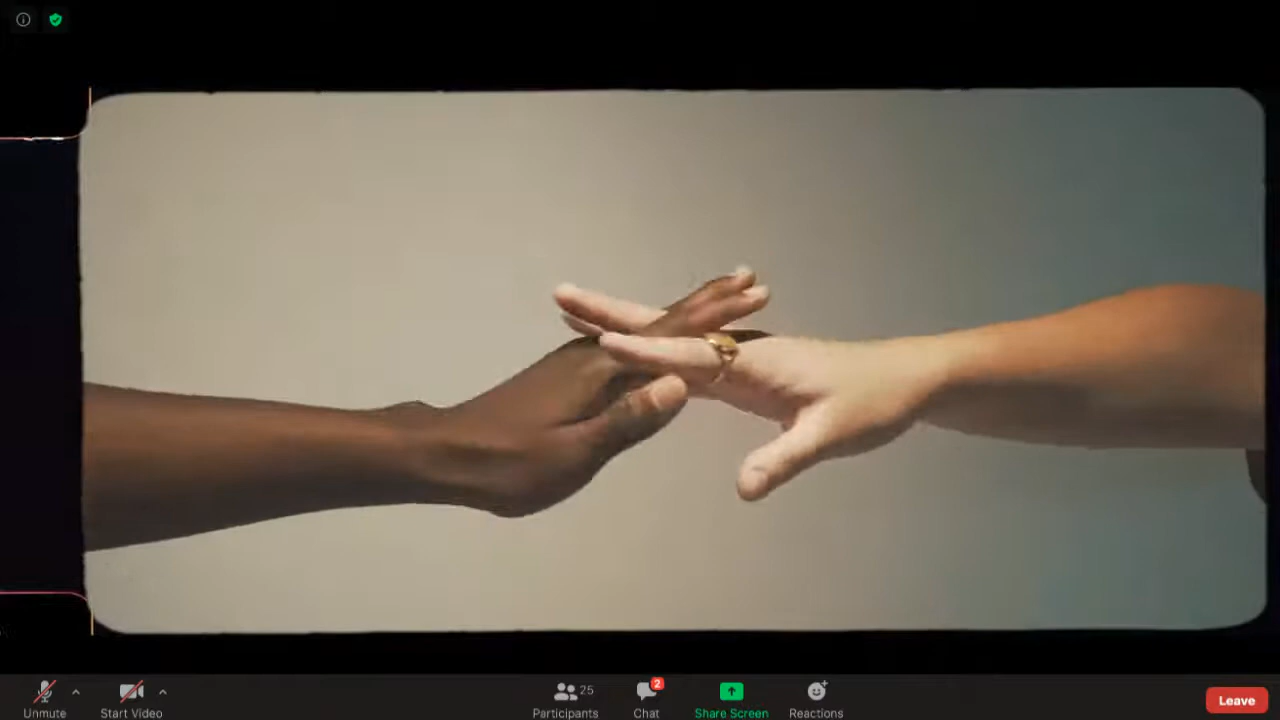 25
2
Unmute
Start Video
Participants
Chat
Share Screen
Reactions
Leave